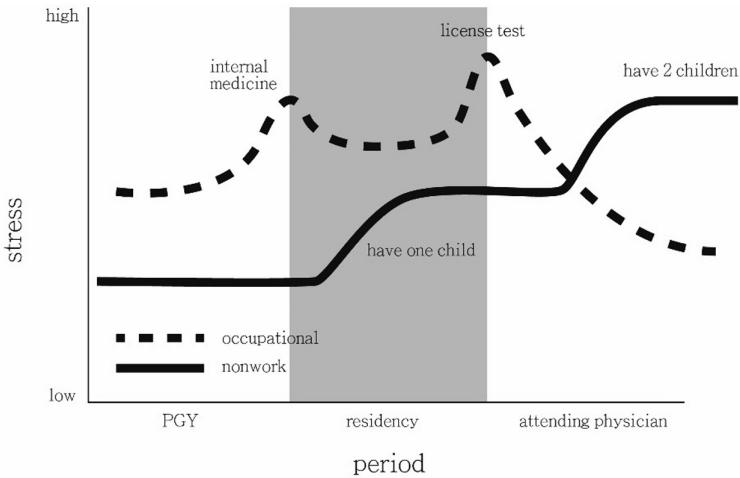 high
license test
internal
medicine
have 2 children
stress
have one child
occupational
nonwork
low
PGY
residency
attending physician
period